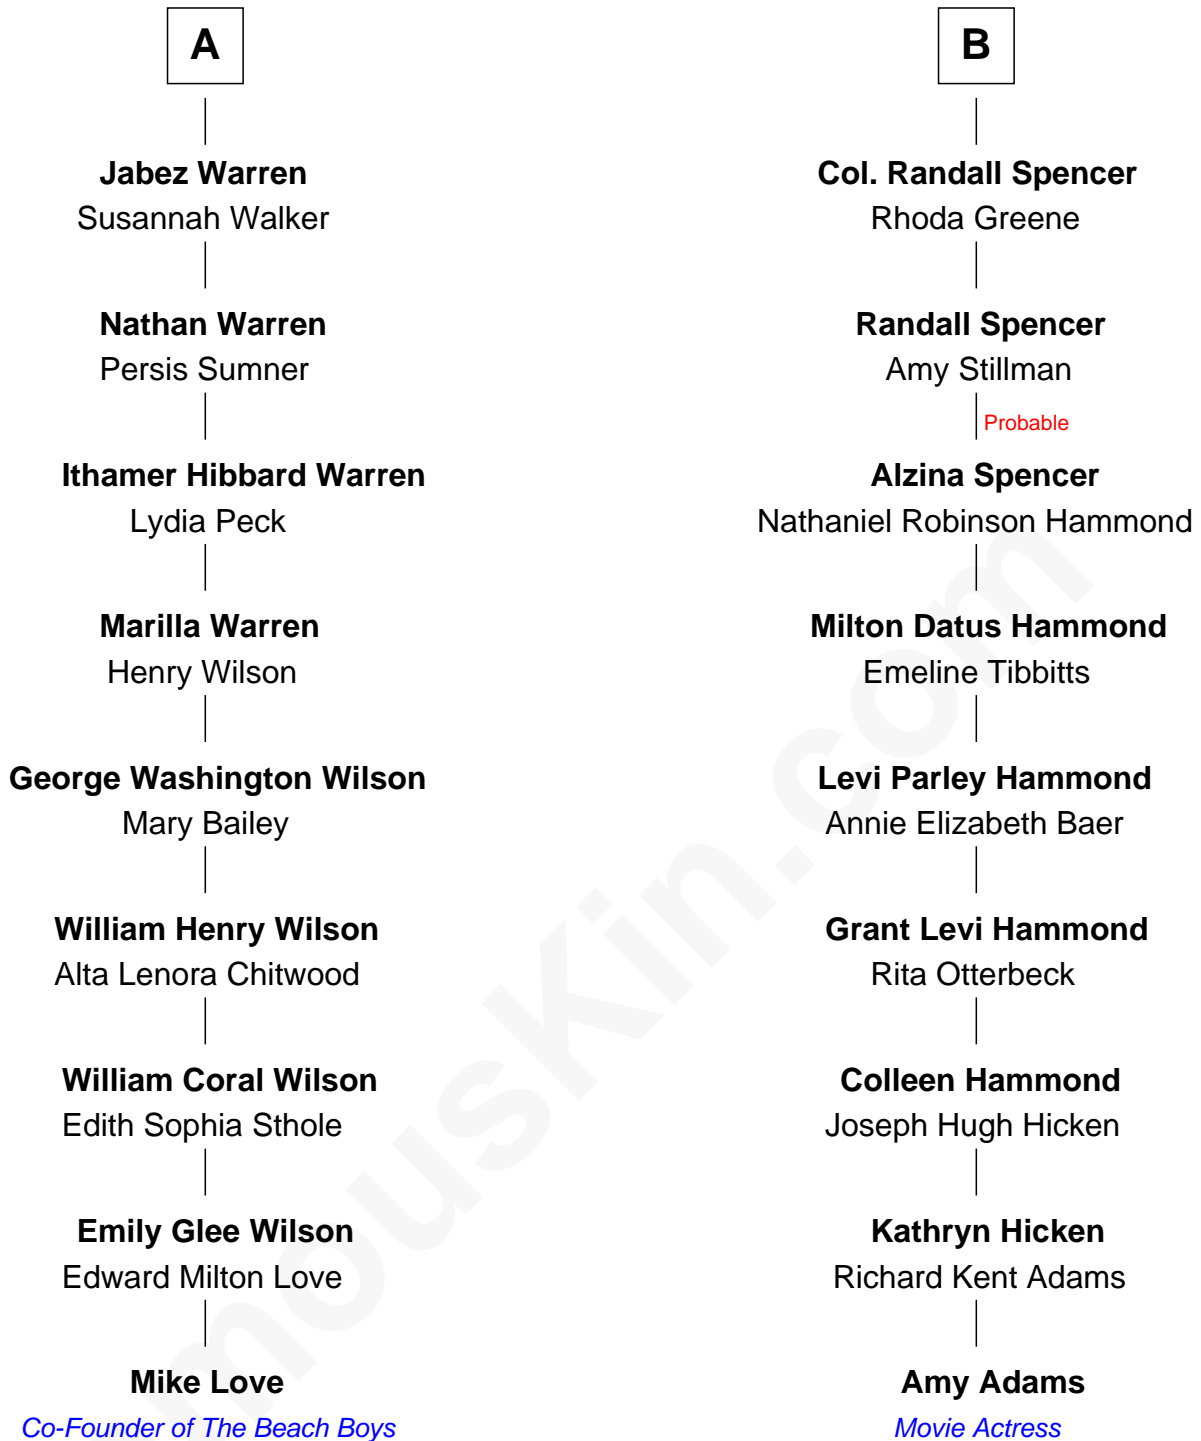 A
Jabez Warren
Susannah Walker
Nathan Warren
Persis Sumner
Ithamer Hibbard Warren
Lydia Peck
Marilla Warren
Henry Wilson
George Washington Wilson
Mary Bailey
William Henry Wilson
Alta Lenora Chitwood
William Coral Wilson
Edith Sophia Sthole
Emily Glee Wilson
Edward Milton Love
Mike Love
Co-Founder of The Beach Boys
B
Col. Randall Spencer
Rhoda Greene
Randall Spencer
Amy Stillman
Probable
Alzina Spencer
Nathaniel Robinson Hammond
Milton Datus Hammond
Emeline Tibbitts
Levi Parley Hammond
Annie Elizabeth Baer
Grant Levi Hammond
Rita Otterbeck
Colleen Hammond
Joseph Hugh Hicken
Kathryn Hicken
Richard Kent Adams
Amy Adams
Movie Actress
mousKin.com